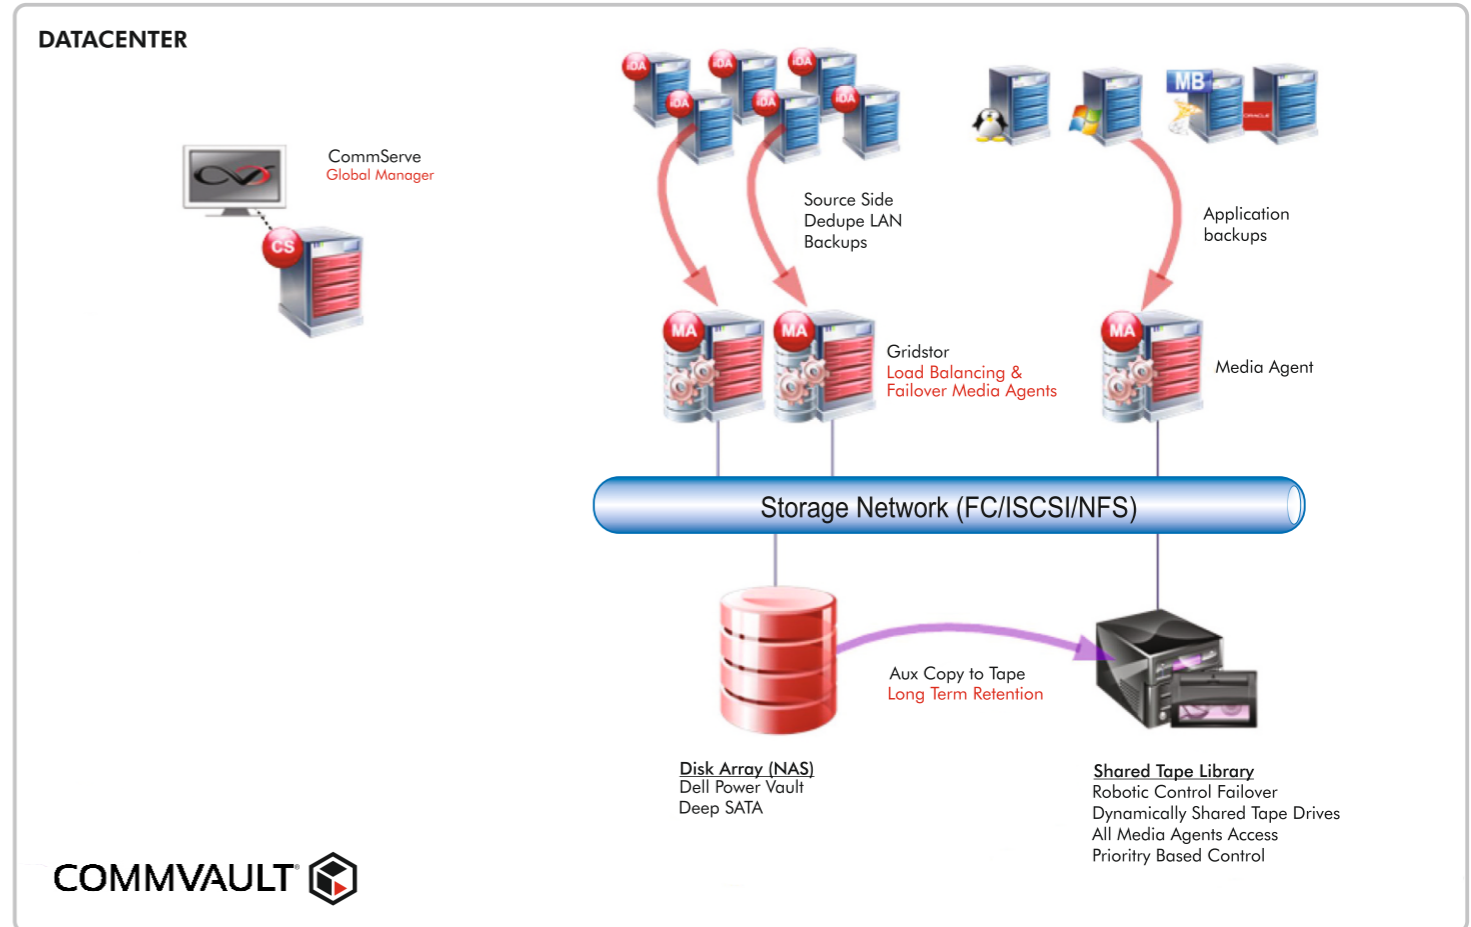 DATACENTER
iDA
iDA
iDA
iDA
iDA
iDA
MB
ORACLE
CommServe
Global Manager
CS
Source Side
Dedupe LAN
Backups
Application
backups
MA
MA
MA
Gridstor
Load Balancing &
Failover Media Agents
Media Agent
Storage Network (FC/ISCSI/NFS)
Aux Copy to Tape
Long Term Retention
Disk Array (NAS)
Dell Power Vault
Deep SATA
Shared Tape Library
Robotic Control Failover
Dynamically Shared Tape Drives
All Media Agents Access
Prioritry Based Control
COMMVAULT®